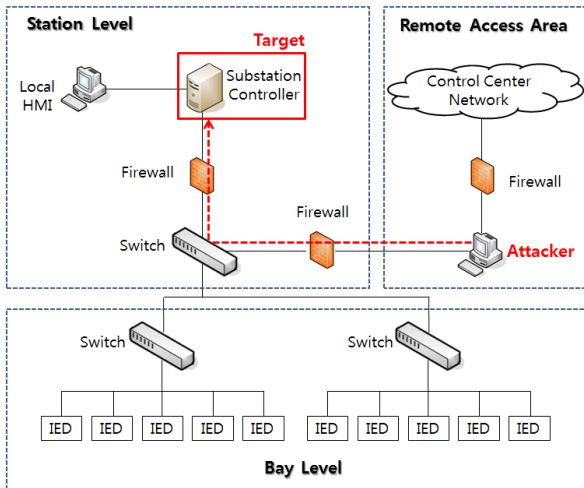 Station Level
Remote Access Area
Target
Local
HMI
Substation
Controller
Control Center
Network
Firewall
Firewall
Firewall
Switch
Attacker
Switch
Switch
IED
IED
IED
IED
IED
IED
IED
IED
IED
IED
Bay Level